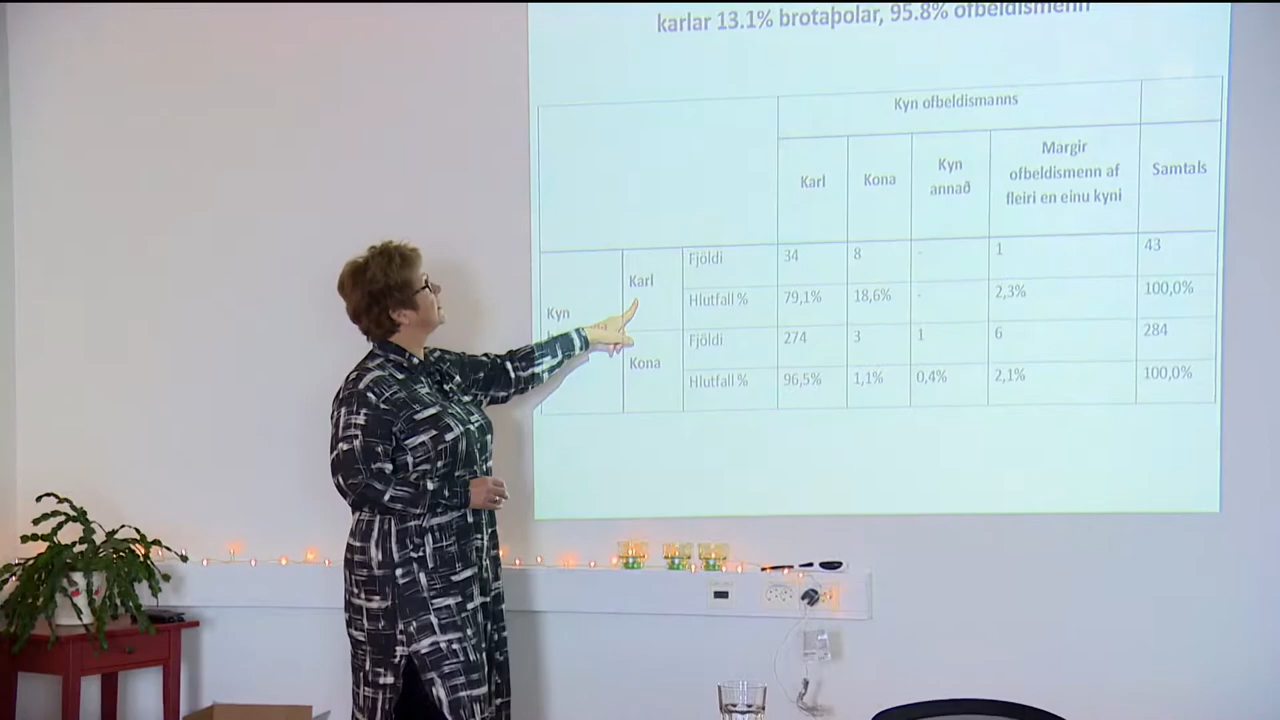 karlar 13.1% brotaþolar, 95.8% ofbeldismenn
Kyn ofbeldismanns
Karl Kona Kyn annað Margir ofbeldismenn af fleiri en einu kyni Samtals
Kyn
Karl Fjöldi 34 8 - 1 43
Hlutfall % 79,1% 18,6% - 2,3% 100,0%
Kona Fjöldi 274 3 1 6 284
Hlutfall % 96,5% 1,1% 0,4% 2,1% 100,0%